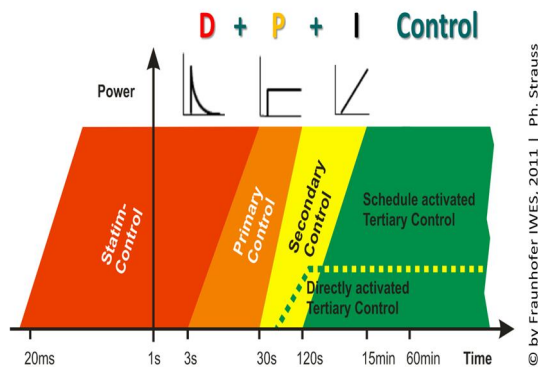 D + P + I Control
Power
Statim-
Control
Primary
Control
Secondary
Control
Schedule activated
Tertiary Control
Directly activated
Tertiary Control
20ms
1s
3s
30s
120s
15min
60min
Time
© by Fraunhofer IWES, 2011 | Ph. Strauss